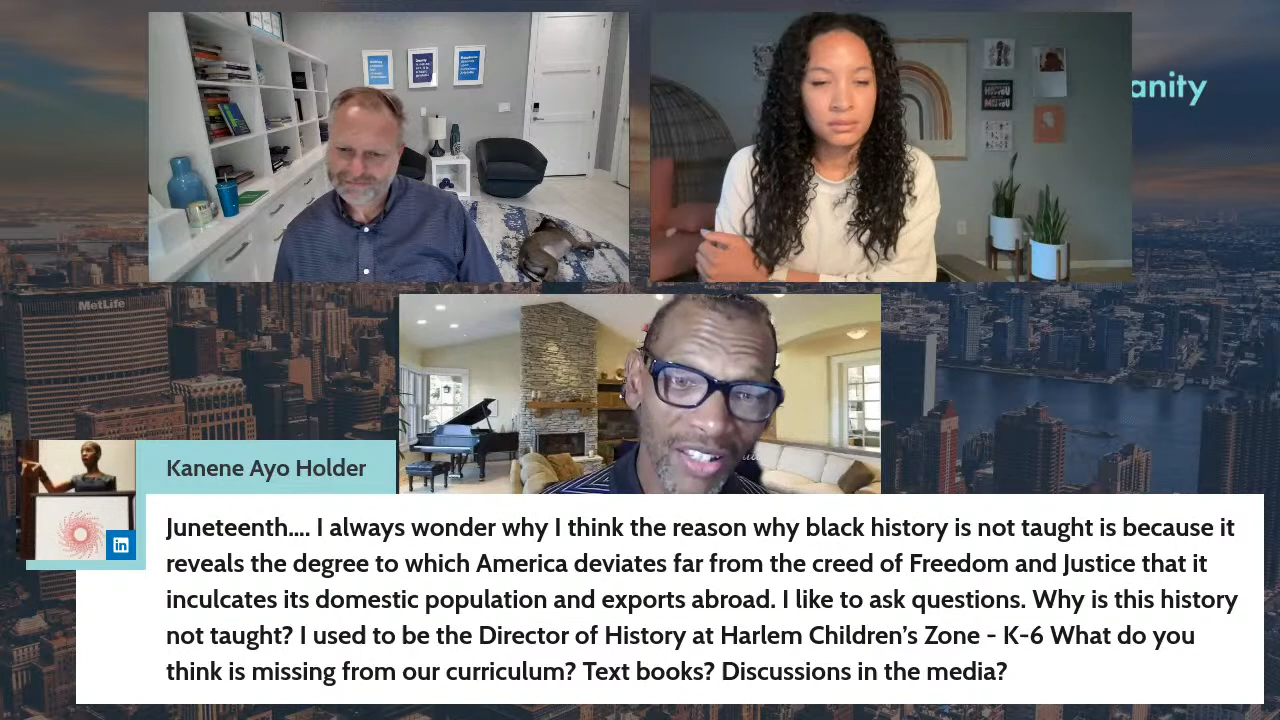 anity
MetLife
Kanene Ayo Holder
in
Juneteenth.... I always wonder why I think the reason why black history is not taught is because it
reveals the degree to which America deviates far from the creed of Freedom and Justice that it
inculcates its domestic population and exports abroad. I like to ask questions. Why is this history
not taught? I used to be the Director of History at Harlem Children's Zone - K-6 What do you
think is missing from our curriculum? Text books? Discussions in the media?